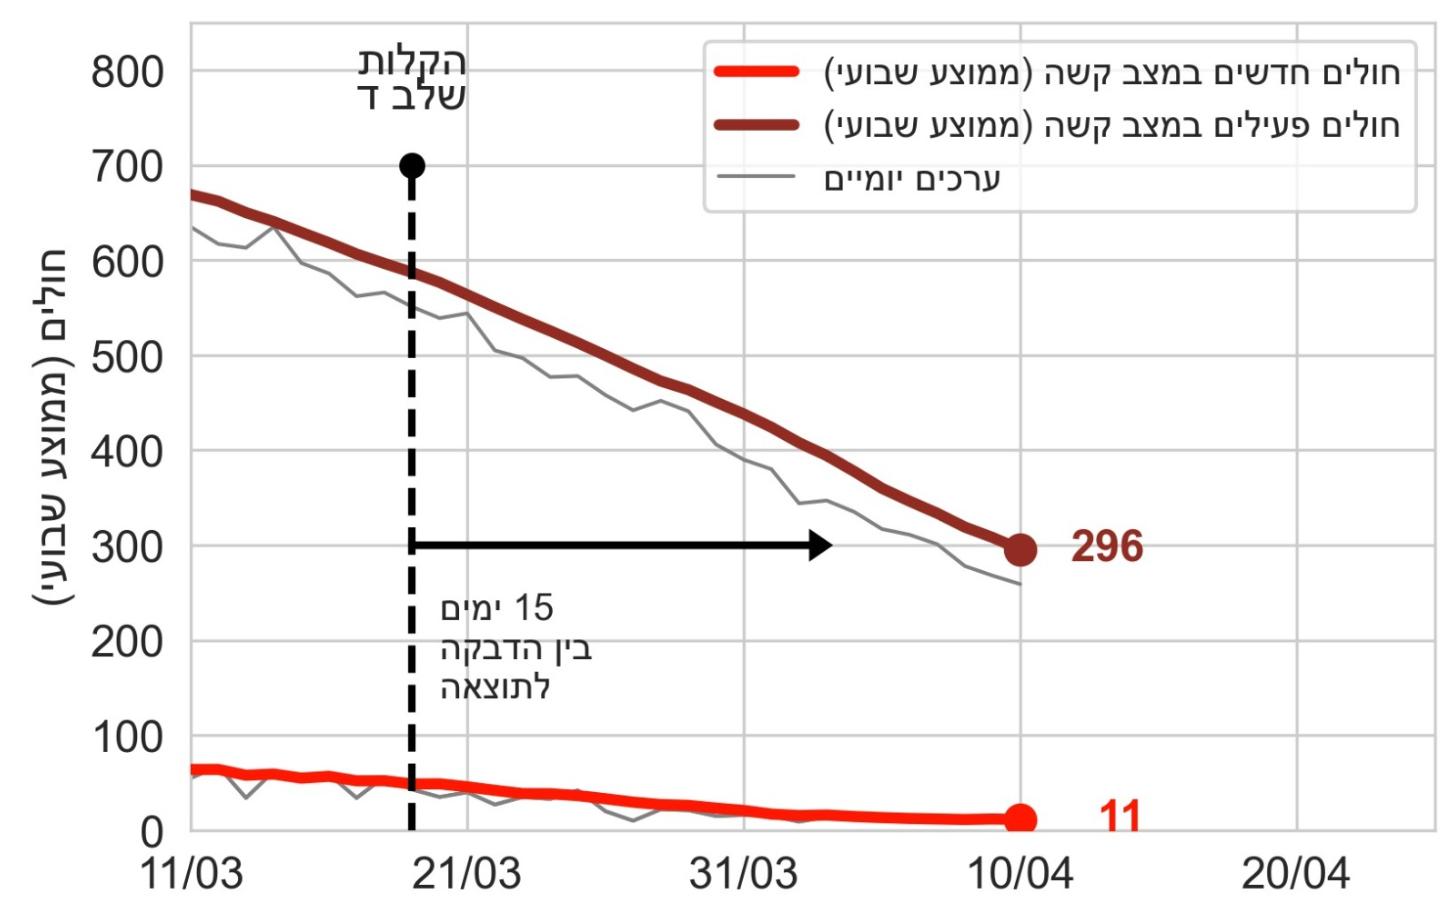 הקלות
שלב ד
חולים חדשים במצב קשה (ממוצע שבועי)
חולים פעילים במצב קשה (ממוצע שבועי)
ערכים יומיים
חולים (ממוצע שבועי)
800
700
600
500
400
300
200
100
0
296
15 ימים
בין הדבקה
לתוצאה
11
11/03
21/03
31/03
10/04
20/04